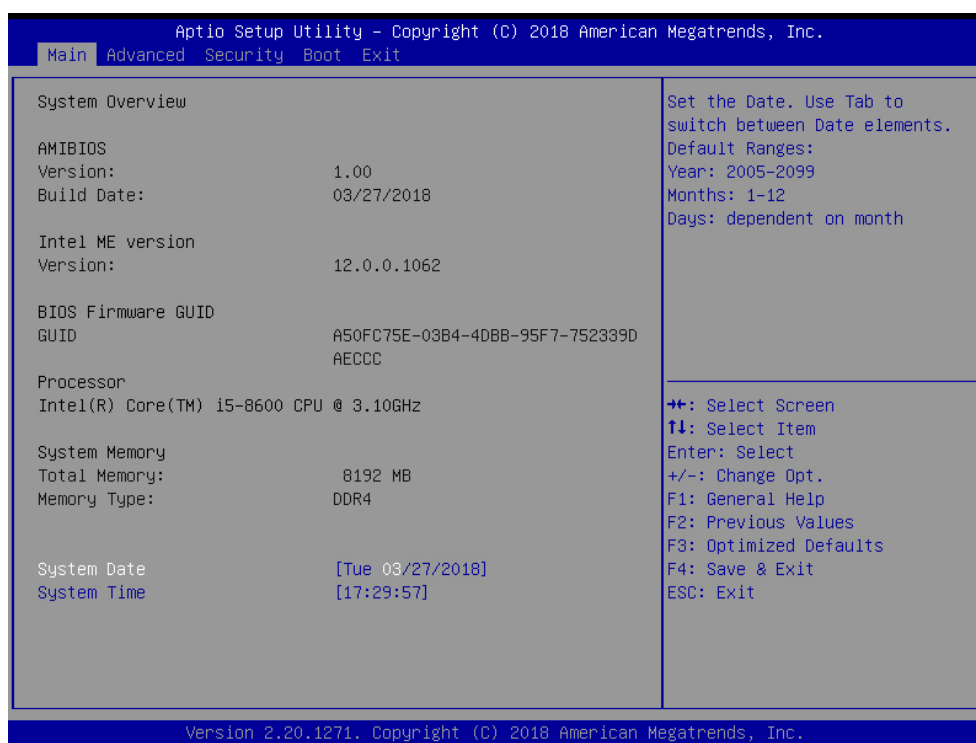 Aptio Setup Utility – Copyright (C) 2018 American Megatrends, Inc.
Main Advanced Security Boot Exit
System Overview
AMIBIOS
Version: 1.00
Build Date: 03/27/2018
Intel ME version
Version: 12.0.0.1062
BIOS Firmware GUID
GUID A50FC75E-03B4-4DBB-95F7-752339D
AECCC
Processor
Intel(R) Core(TM) i5-8600 CPU @ 3.10GHz
System Memory
Total Memory: 8192 MB
Memory Type: DDR4
System Date [Tue 03/27/2018]
System Time [17:29:57]
Set the Date. Use Tab to
switch between Date elements.
Default Ranges:
Year: 2005-2099
Months: 1-12
Days: dependent on month
→←: Select Screen
↑↓: Select Item
Enter: Select
+/-: Change Opt.
F1: General Help
F2: Previous Values
F3: Optimized Defaults
F4: Save & Exit
ESC: Exit
Version 2.20.1271. Copyright (C) 2018 American Megatrends, Inc.